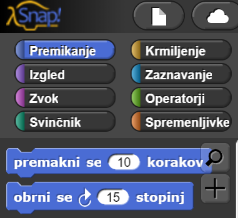 Snap!
Premikanje
Krmiljenje
Izgled
Zaznavanje
Zvok
Operatorji
Svinčnik
Spremenljivke
premakni se 10 korakov
obrni se 15 stopinj